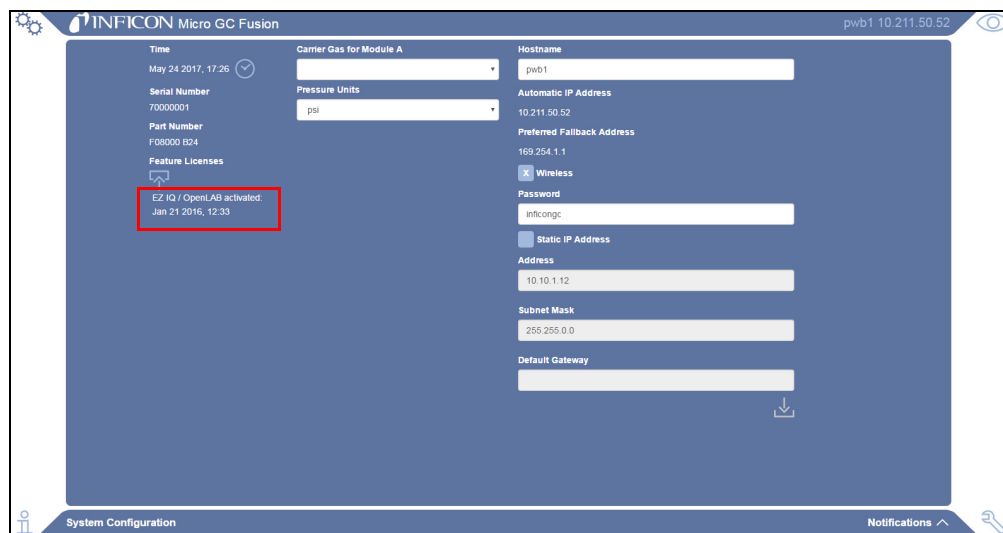 INFICON Micro GC Fusion
pwb1 10.211.50.52
Time
May 24 2017, 17:26
Serial Number
70000001
Part Number
F08000 B24
Feature Licenses
EZ IQ / OpenLAB activated:
Jan 21 2016, 12:33
Carrier Gas for Module A
Pressure Units
psi
Hostname
pwb1
Automatic IP Address
10.211.50.52
Preferred Fallback Address
169.254.1.1
X Wireless
Password
inficongc
Static IP Address
Address
10.10.1.12
Subnet Mask
255.255.0.0
Default Gateway
System Configuration
Notifications